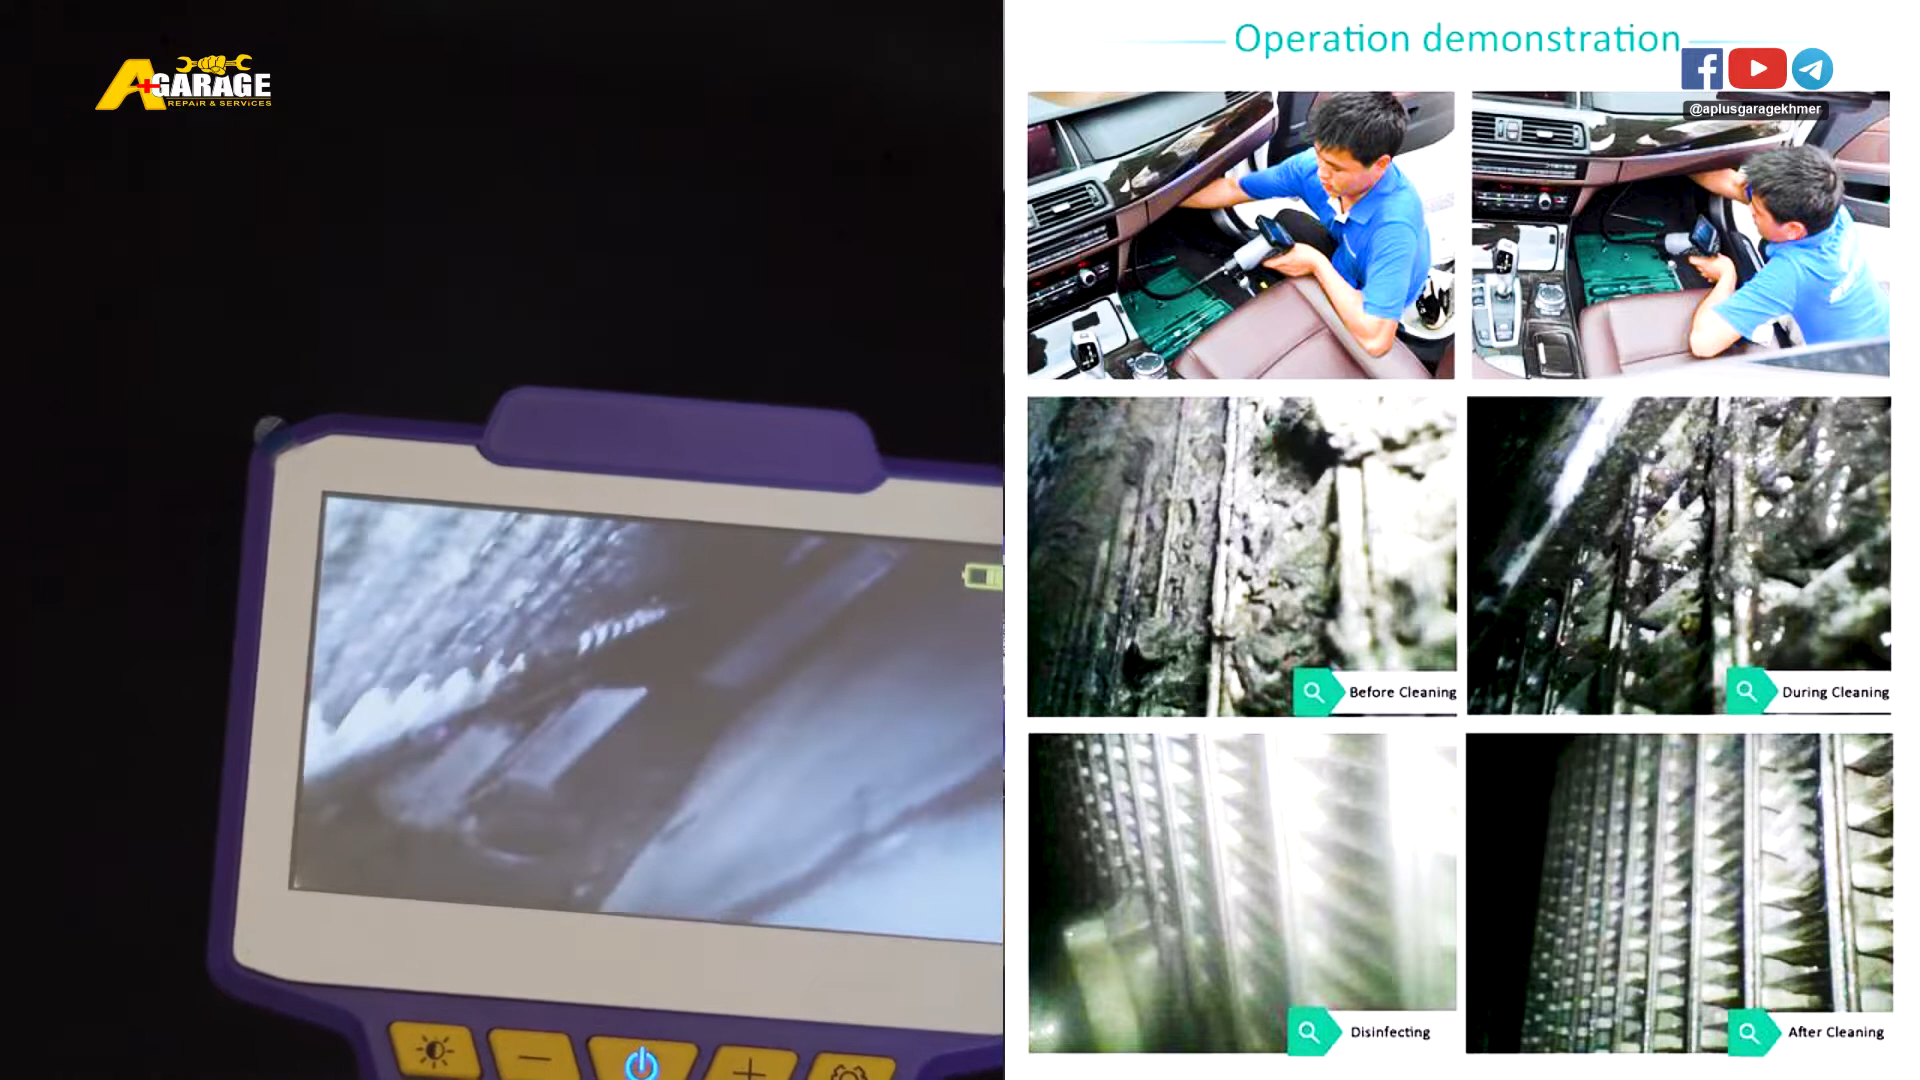 A+GARAGE
REPAIR & SERVICES
Operation demonstration
@aplusgaragekhmer
Before Cleaning
During Cleaning
Disinfecting
After Cleaning